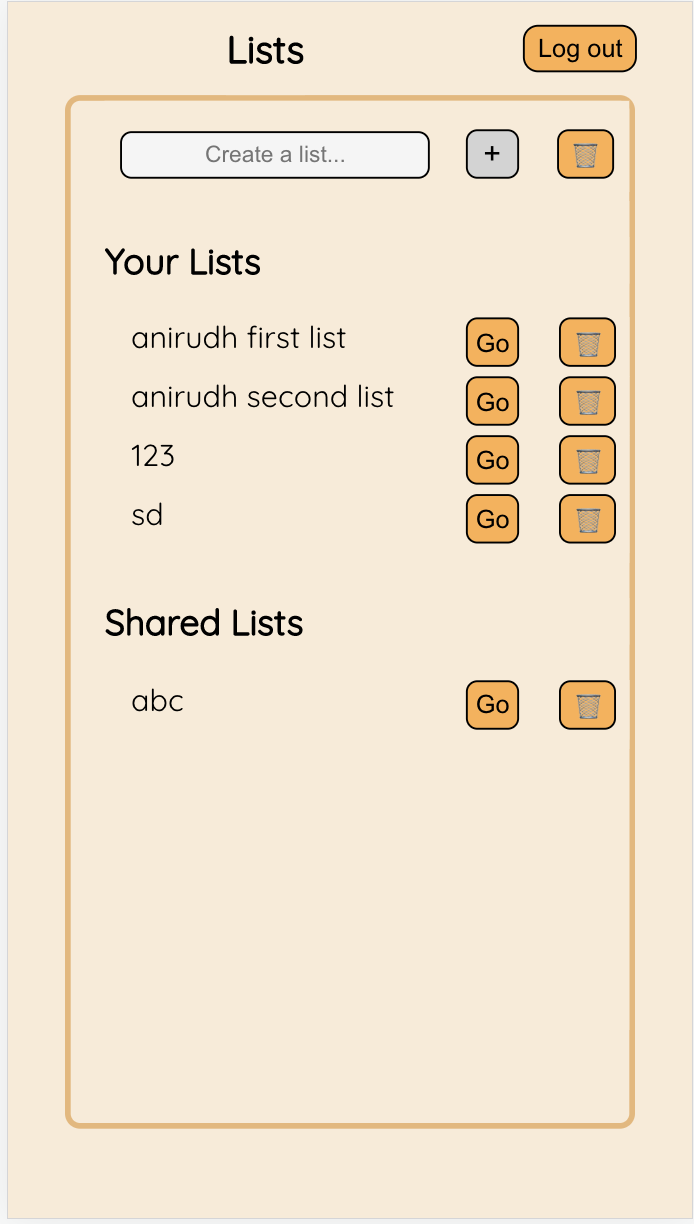 Lists Log out
Create a list... +
Your Lists
anirudh first list Go
anirudh second list Go
123 Go
sd Go
Shared Lists
abc Go